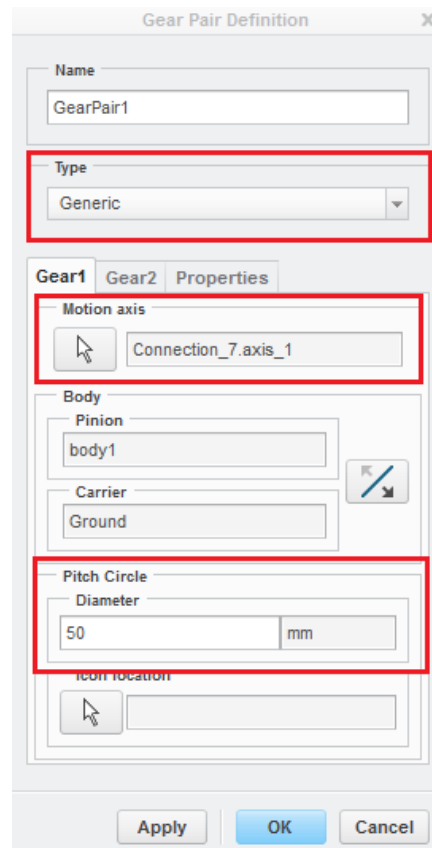 Gear Pair Definition X
Name
GearPair1
Type
Generic
Gear1 Gear2 Properties
Motion axis
Connection_7.axis_1
Body
Pinion
body1
Carrier
Ground
Pitch Circle
Diameter
50 mm
Icon location
Apply OK Cancel